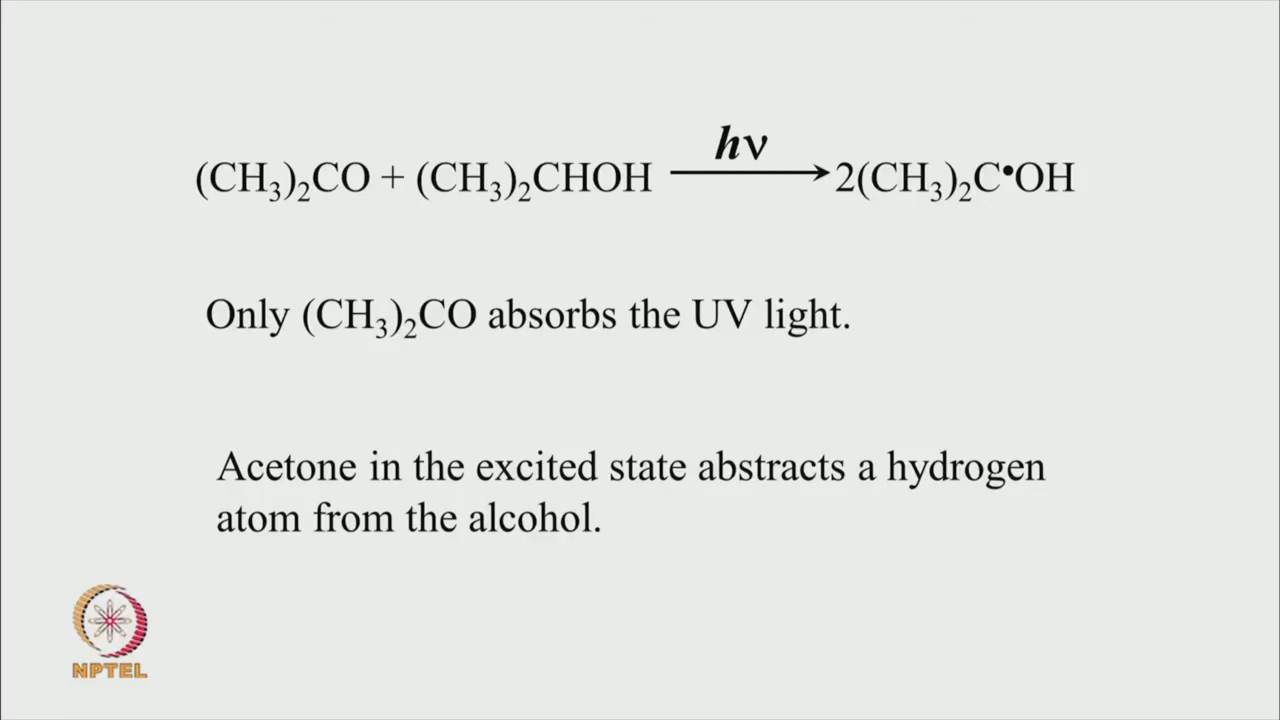 hν
(CH₃)₂CO + (CH₃)₂CHOH ⟶ 2(CH₃)₂C•OH
Only (CH₃)₂CO absorbs the UV light.
Acetone in the excited state abstracts a hydrogen
atom from the alcohol.
NPTEL